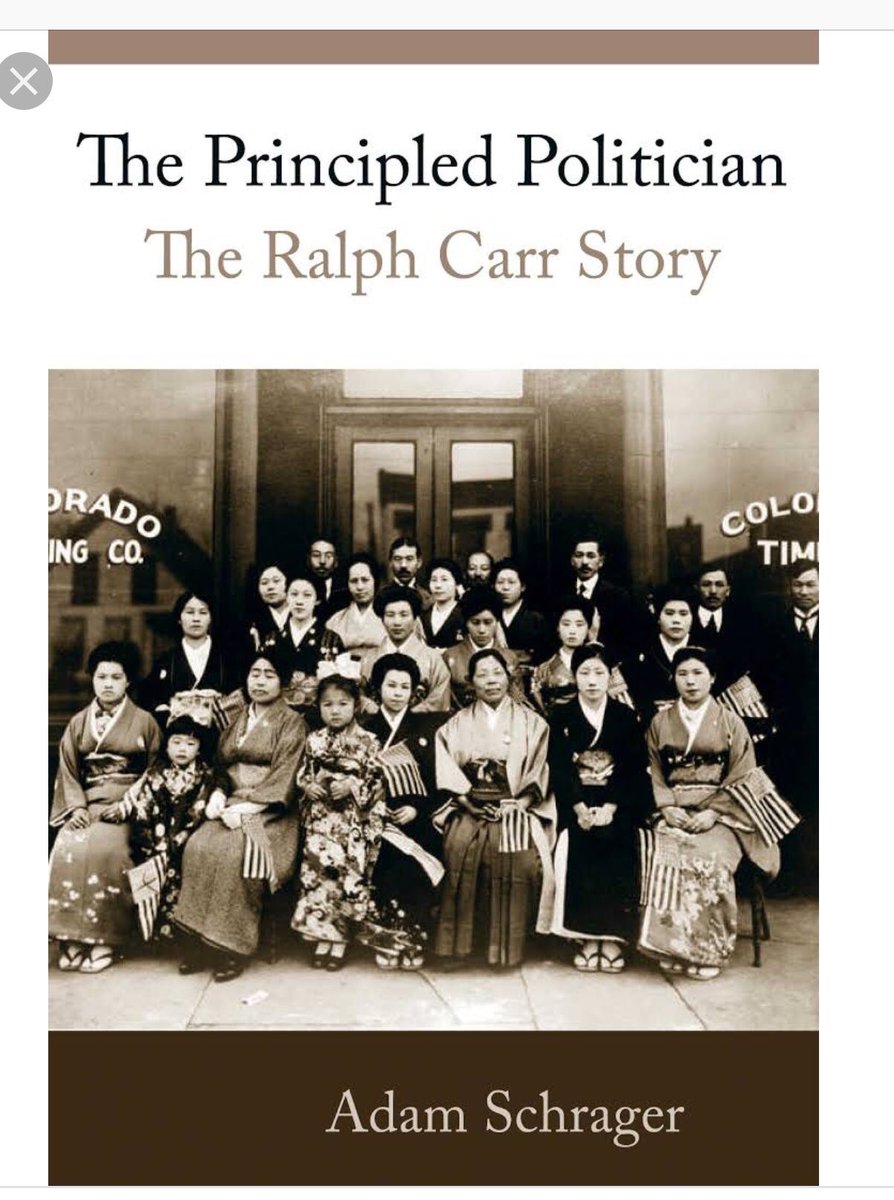 The Principled Politician
The Ralph Carr Story
ORADO
ING CO.
COLO
TIM
Adam Schrager